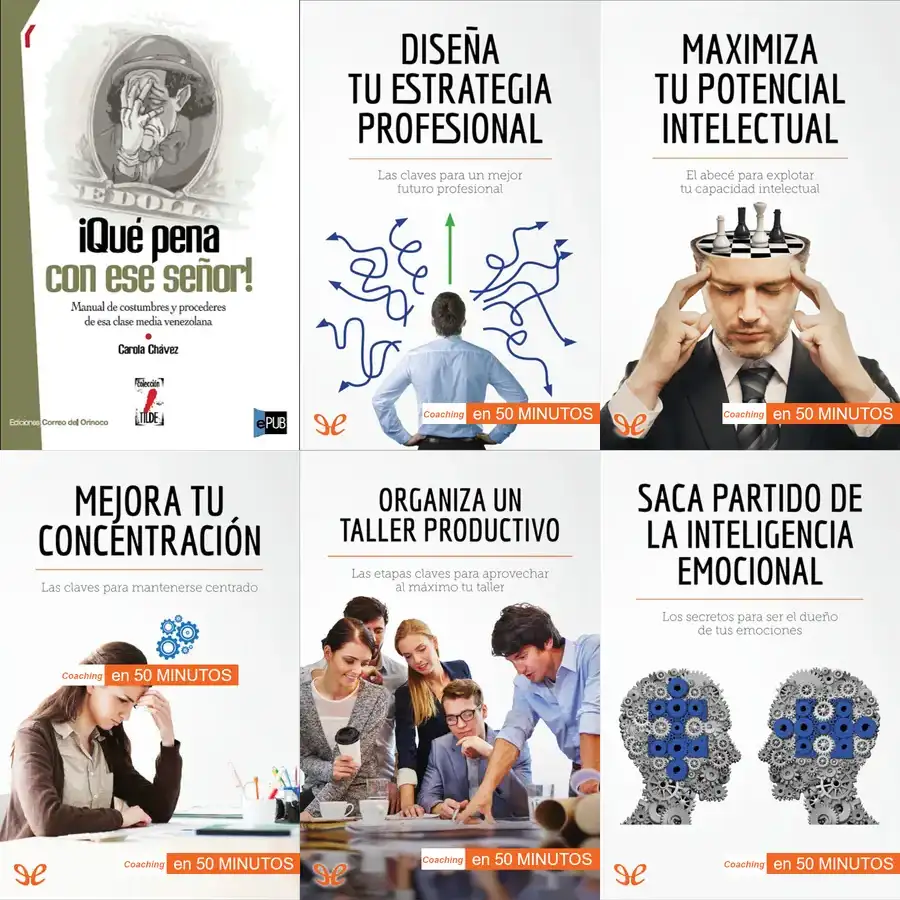 E DOLLA
¡Qué pena
con ese señor!
Manual de costumbres y procederes
de esa clase media venezolana
Carola Chávez
Colección
TILDE
Ediciones Correo del Orinoco
ePUB
DISEÑA
TU ESTRATEGIA
PROFESIONAL
Las claves para un mejor
futuro profesional
Coaching en 50 MINUTOS
MAXIMIZA
TU POTENCIAL
INTELECTUAL
El abecé para explotar
tu capacidad intelectual
Coaching en 50 MINUTOS
MEJORA TU
CONCENTRACIÓN
Las claves para mantenerse centrado
Coaching en 50 MINUTOS
Coaching en 50 MINUTOS
ORGANIZA UN
TALLER PRODUCTIVO
Las etapas claves para aprovechar
al máximo tu taller
Coaching en 50 MINUTOS
SACA PARTIDO DE
LA INTELIGENCIA
EMOCIONAL
Los secretos para ser el dueño
de tus emociones
Coaching en 50 MINUTOS